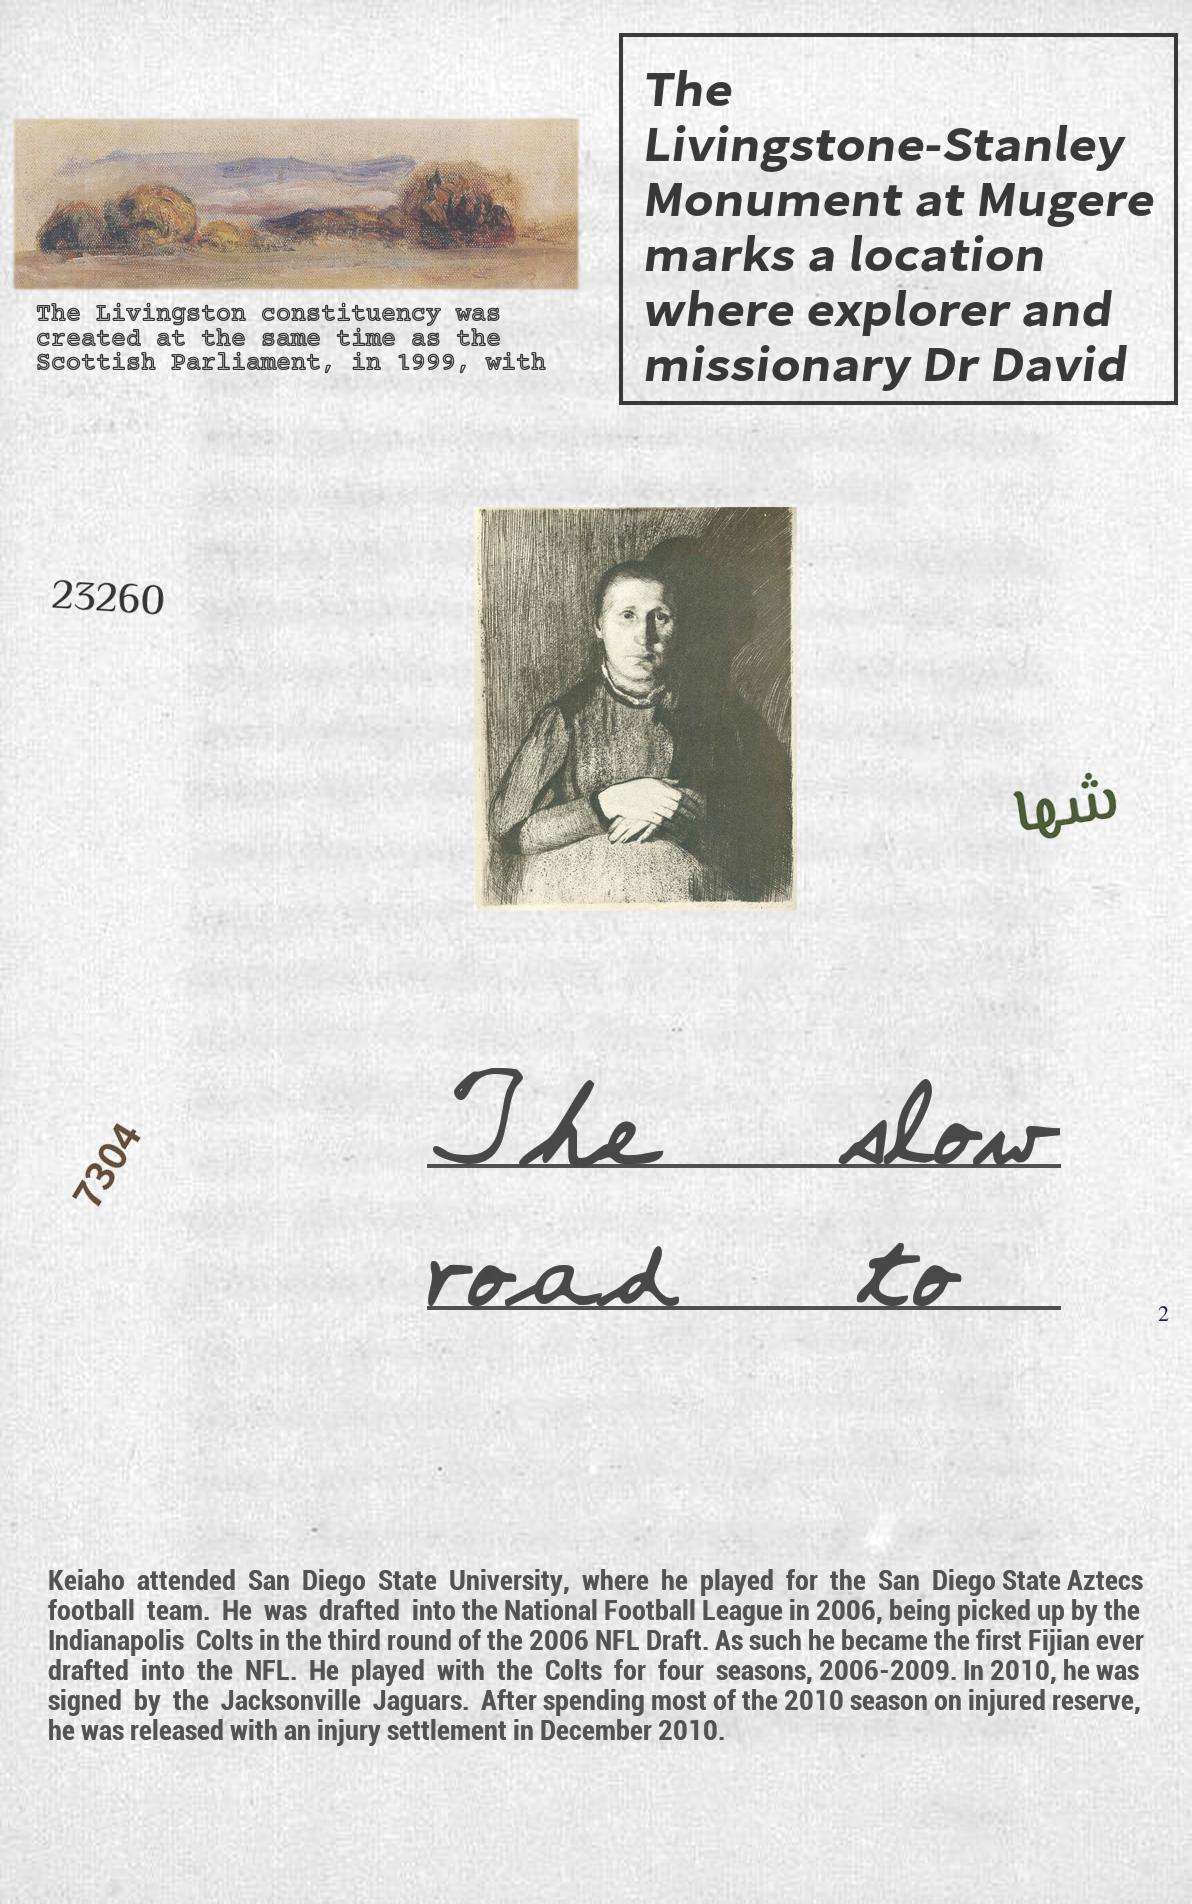 The Livingston constituency was
created at the same time as the
Scottish Parliament, in 1999, with
The
Livingstone-Stanley
Monument at Mugere
marks a location
where explorer and
missionary Dr David
23260
شها
7304
The slow
road to
2
Keiaho attended San Diego State University, where he played for the San Diego State Aztecs
football team. He was drafted into the National Football League in 2006, being picked up by the
Indianapolis Colts in the third round of the 2006 NFL Draft. As such he became the first Fijian ever
drafted into the NFL. He played with the Colts for four seasons, 2006-2009. In 2010, he was
signed by the Jacksonville Jaguars. After spending most of the 2010 season on injured reserve,
he was released with an injury settlement in December 2010.